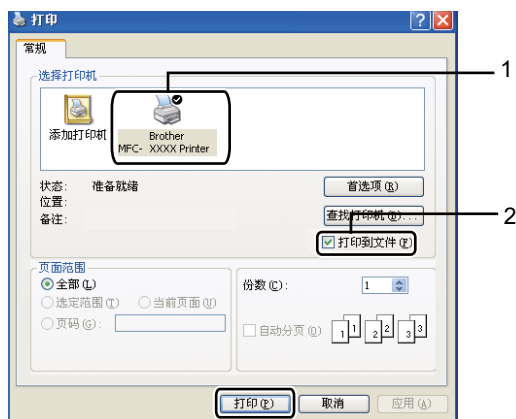 打印
常规
选择打印机
1
添加打印机
Brother
MFC- XXXX Printer
状态: 准备就绪
首选项(R)
位置:
查找打印机(D)...
备注:
2
打印到文件(F)
页面范围
全部(L)
份数(C): 1
选定范围(T) 当前页面(U)
页码(G):
自动分页(O)
1 1 2 2 3 3
打印(P) 取消 应用(A)